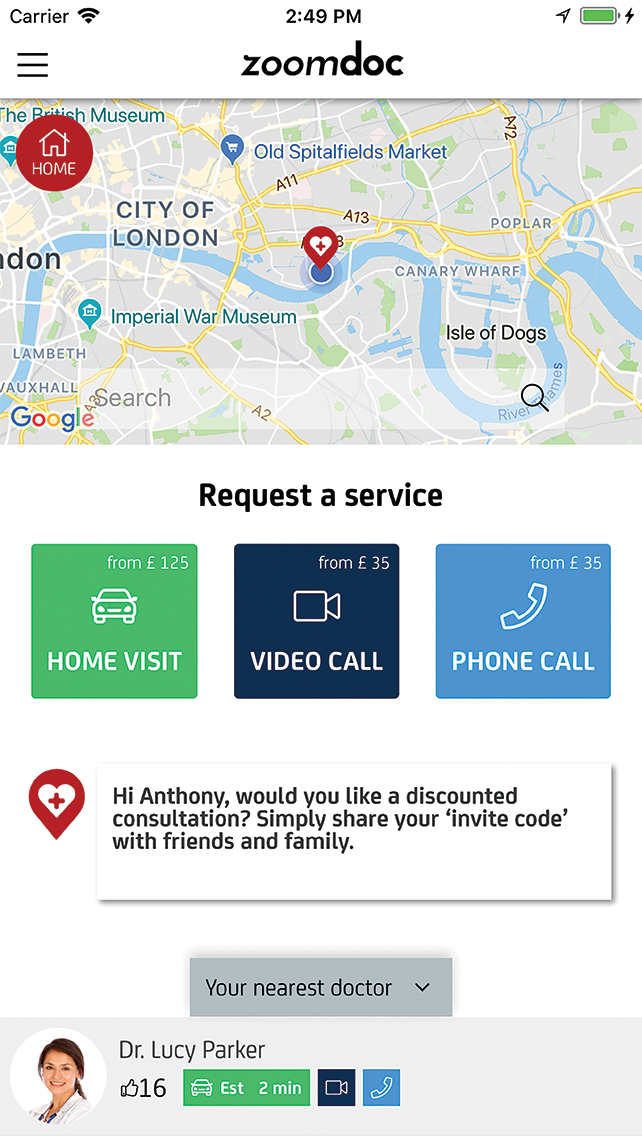 Carrier 2:49 PM
zoomdoc
The British Museum
HOME
Old Spitalfields Market
A12
A11
CITY OF
LONDON
A13
POPLAR
ndon
CANARY WHARF
Imperial War Museum
Isle of Dogs
LAMBETH
VAUXHALL
A3
Search
River Thames
Google
A2
Request a service
from £ 125
from £ 35
from £ 35
HOME VISIT
VIDEO CALL
PHONE CALL
Hi Anthony, would you like a discounted
consultation? Simply share your ‘invite code’
with friends and family.
Your nearest doctor
Dr. Lucy Parker
16 Est 2 min